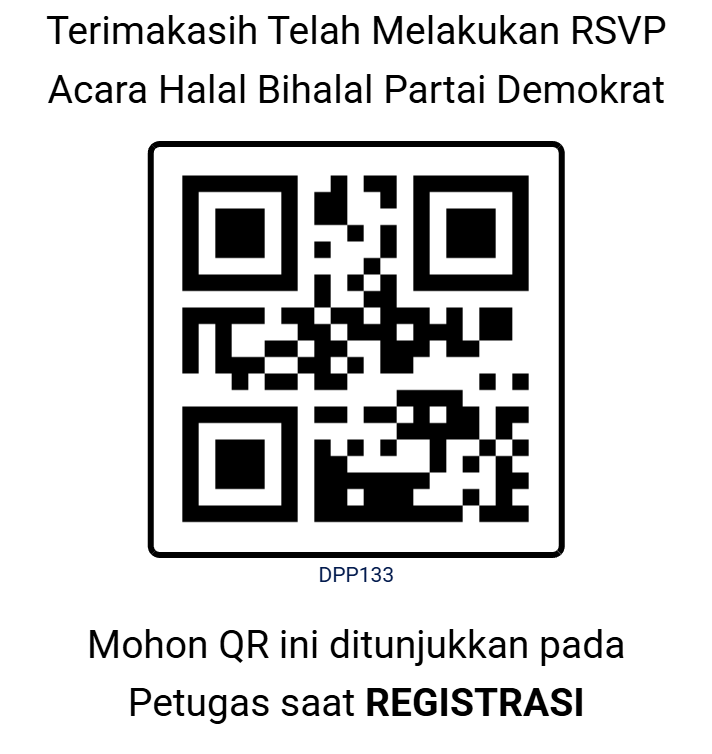 Terimakasih Telah Melakukan RSVP
Acara Halal Bihalal Partai Demokrat
DPP133
Mohon QR ini ditunjukkan pada
Petugas saat REGISTRASI